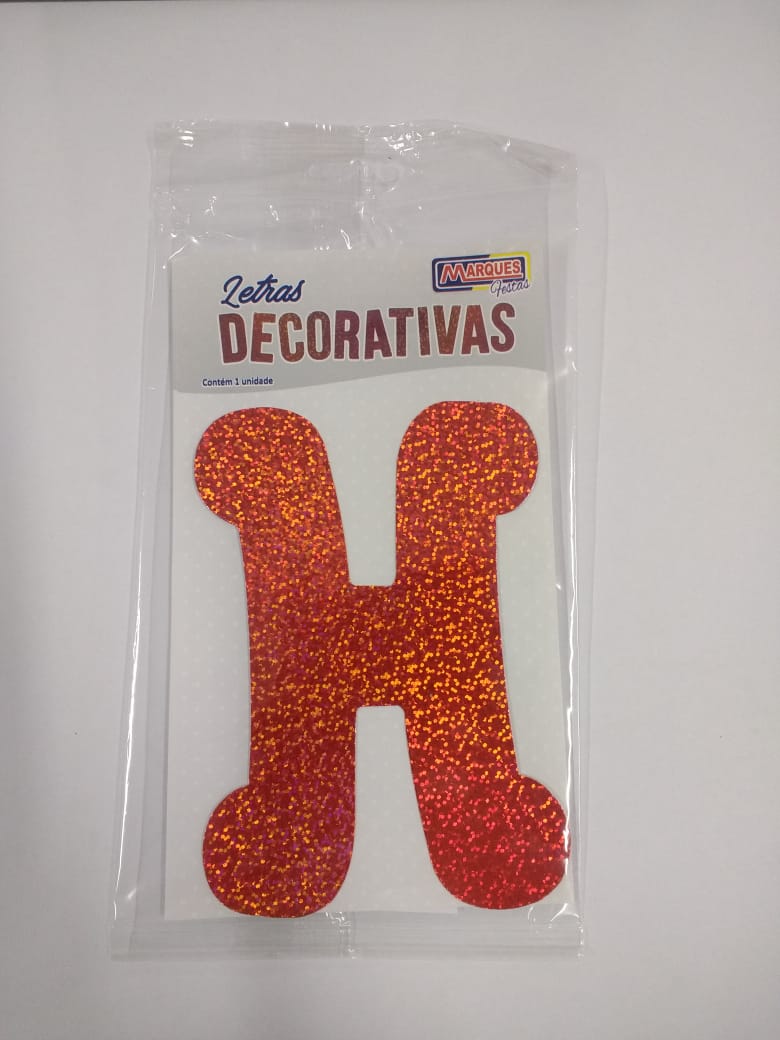 Letras
DECORATIVAS
MARQUES
Festas
Contém 1 unidade
H